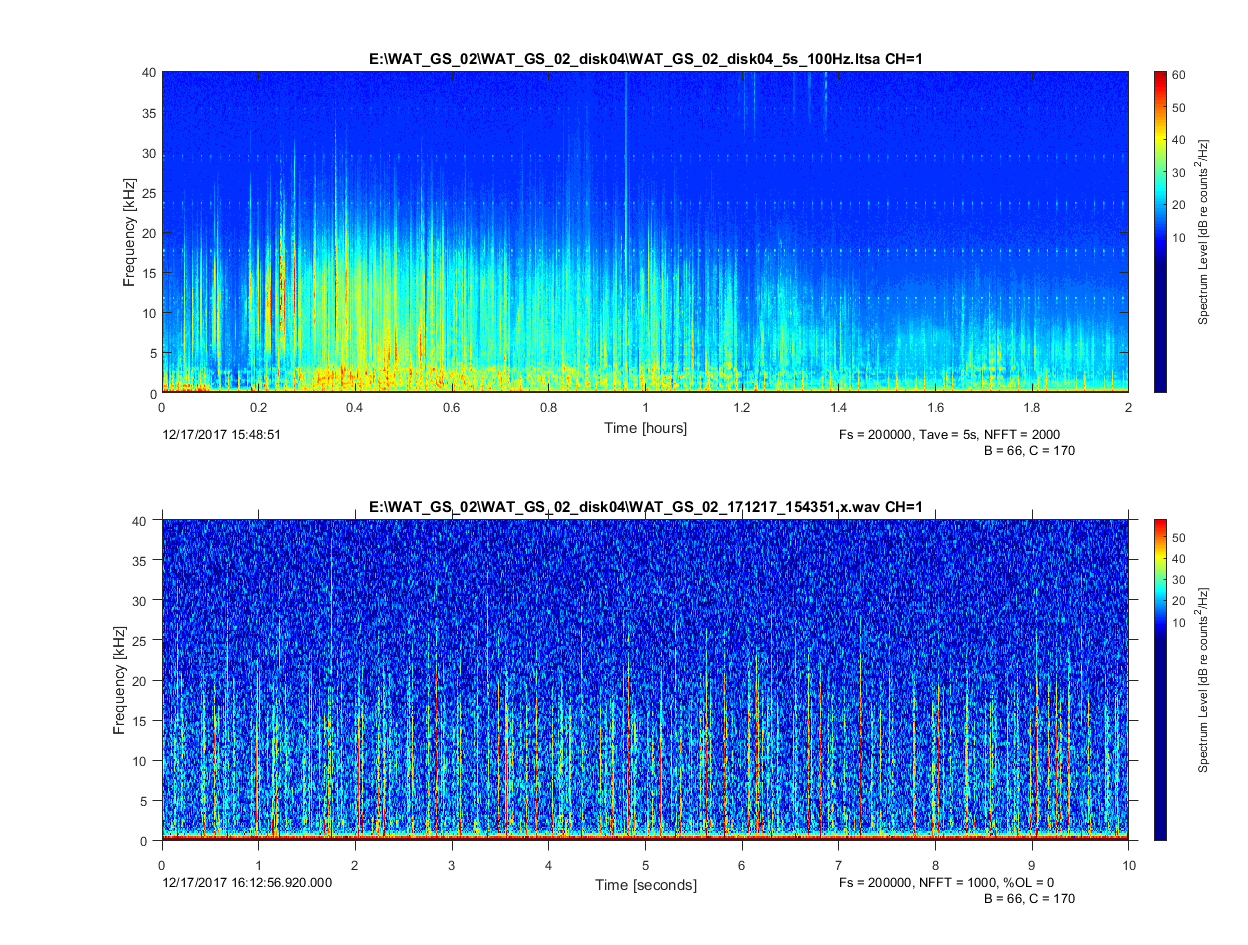 E:\WAT_GS_02\WAT_GS_02_disk04\WAT_GS_02_disk04_5s_100Hz.ltsa CH=1
40
35
30
25
20
15
10
5
0
Frequency [kHz]
0 0.2 0.4 0.6 0.8 1 1.2 1.4 1.6 1.8 2
Time [hours]
12/17/2017 15:48:51
Fs = 200000, Tave = 5s, NFFT = 2000
B = 66, C = 170
60
50
40
30
20
10
Spectrum Level [dB re counts²/Hz]
E:\WAT_GS_02\WAT_GS_02_disk04\WAT_GS_02_171217_154351.x.wav CH=1
40
35
30
25
20
15
10
5
0
Frequency [kHz]
0 1 2 3 4 5 6 7 8 9 10
Time [seconds]
12/17/2017 16:12:56.920.000
Fs = 200000, NFFT = 1000, %OL = 0
B = 66, C = 170
50
40
30
20
10
Spectrum Level [dB re counts²/Hz]